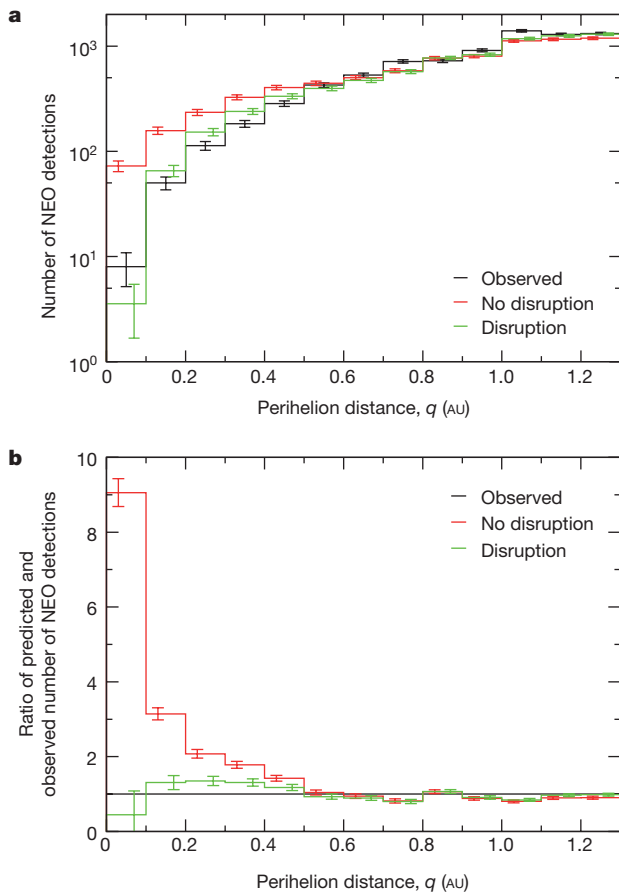 a
10³
10²
10¹
10⁰
Number of NEO detections
Observed
No disruption
Disruption
0 0.2 0.4 0.6 0.8 1.0 1.2
Perihelion distance, q (AU)
b
10
8
6
4
2
0
Ratio of predicted and
observed number of NEO detections
Observed
No disruption
Disruption
0 0.2 0.4 0.6 0.8 1.0 1.2
Perihelion distance, q (AU)